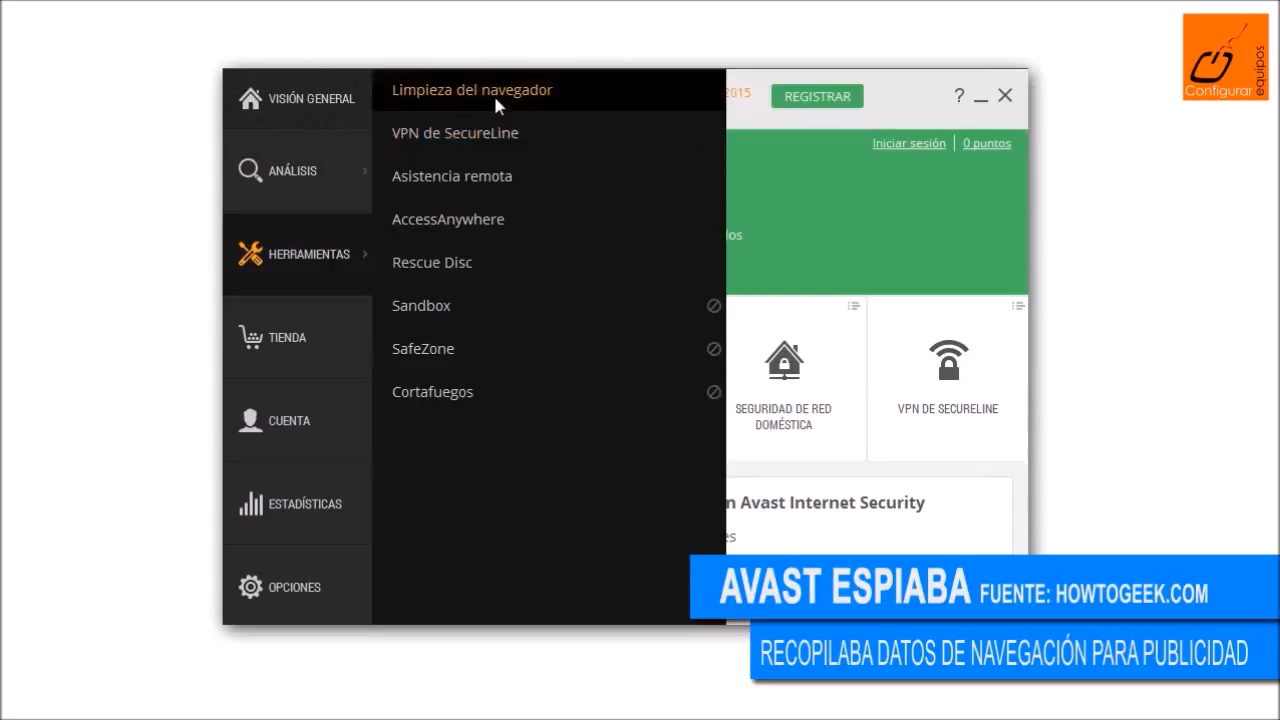 VISIÓN GENERAL
ANÁLISIS
HERRAMIENTAS
TIENDA
CUENTA
ESTADÍSTICAS
OPCIONES
Limpieza del navegador
VPN de SecureLine
Asistencia remota
AccessAnywhere
Rescue Disc
Sandbox
SafeZone
Cortafuegos
2015
REGISTRAR
?
Iniciar sesión
0 puntos
los
SEGURIDAD DE RED
DOMÉSTICA
VPN DE SECURELINE
n Avast Internet Security
es
AVAST ESPIABA FUENTE: HOWTOGEEK.COM
RECOPILABA DATOS DE NAVEGACIÓN PARA PUBLICIDAD
Configurar
equipos